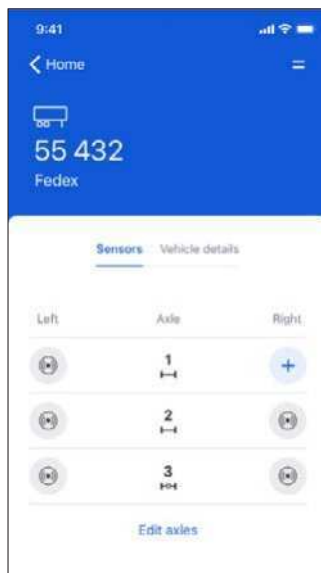 9:41
Home
55 432
Fedex
Sensors Vehicle details
Left Axle Right
1
2
3
Edit axles